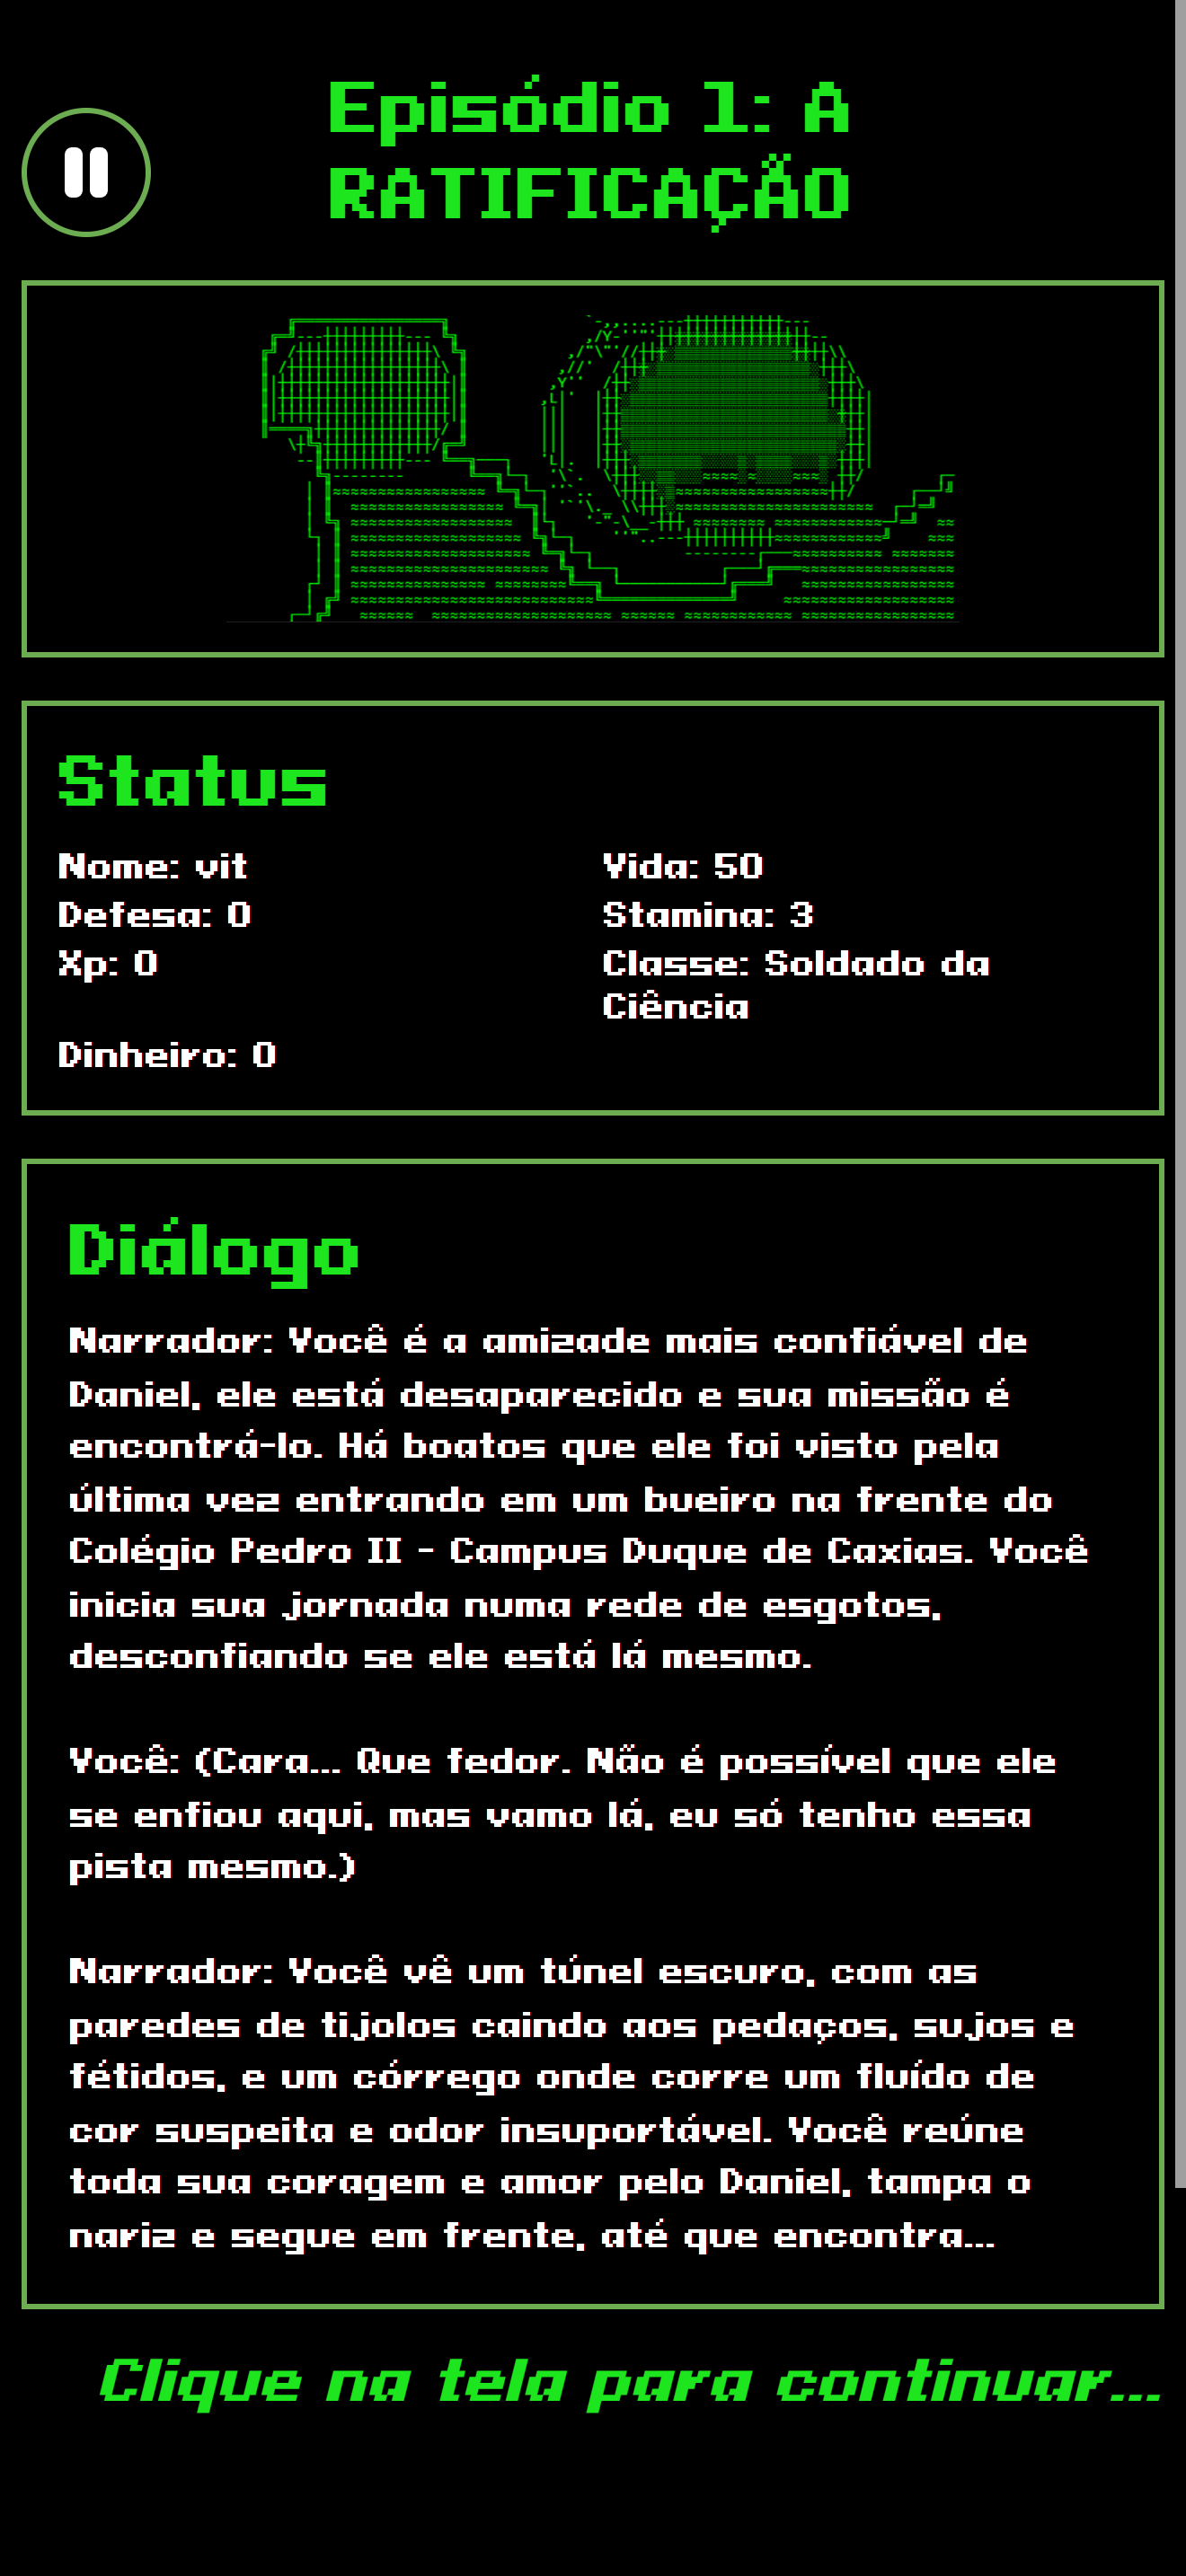 Episódio 1: A
RATIFICAÇÃO
Status
Nome: vit
Vida: 50
Defesa: 0
Stamina: 3
Xp: 0
Classe: Soldado da
Ciência
Dinheiro: 0
Diálogo
Narrador: Você é a amizade mais confiável de
Daniel, ele está desaparecido e sua missão é
encontrá-lo. Há boatos que ele foi visto pela
última vez entrando em um bueiro na frente do
Colégio Pedro II - Campus Duque de Caxias. Você
inicia sua jornada numa rede de esgotos,
desconfiando se ele está lá mesmo.
Você: (Cara... Que fedor. Não é possível que ele
se enfiou aqui, mas vamo lá, eu só tenho essa
pista mesmo.)
Narrador: Você vê um túnel escuro, com as
paredes de tijolos caindo aos pedaços, sujos e
fétidos, e um córrego onde corre um fluído de
cor suspeita e odor insuportável. Você reúne
toda sua coragem e amor pelo Daniel, tampa o
nariz e segue em frente, até que encontra...
Clique na tela para continuar...